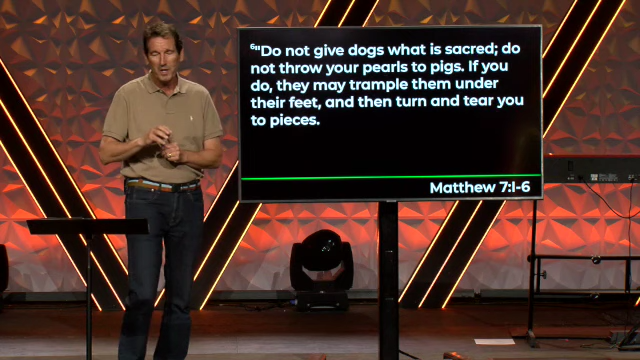 ⁶"Do not give dogs what is sacred; do
not throw your pearls to pigs. If you
do, they may trample them under
their feet, and then turn and tear you
to pieces.
Matthew 7:1-6